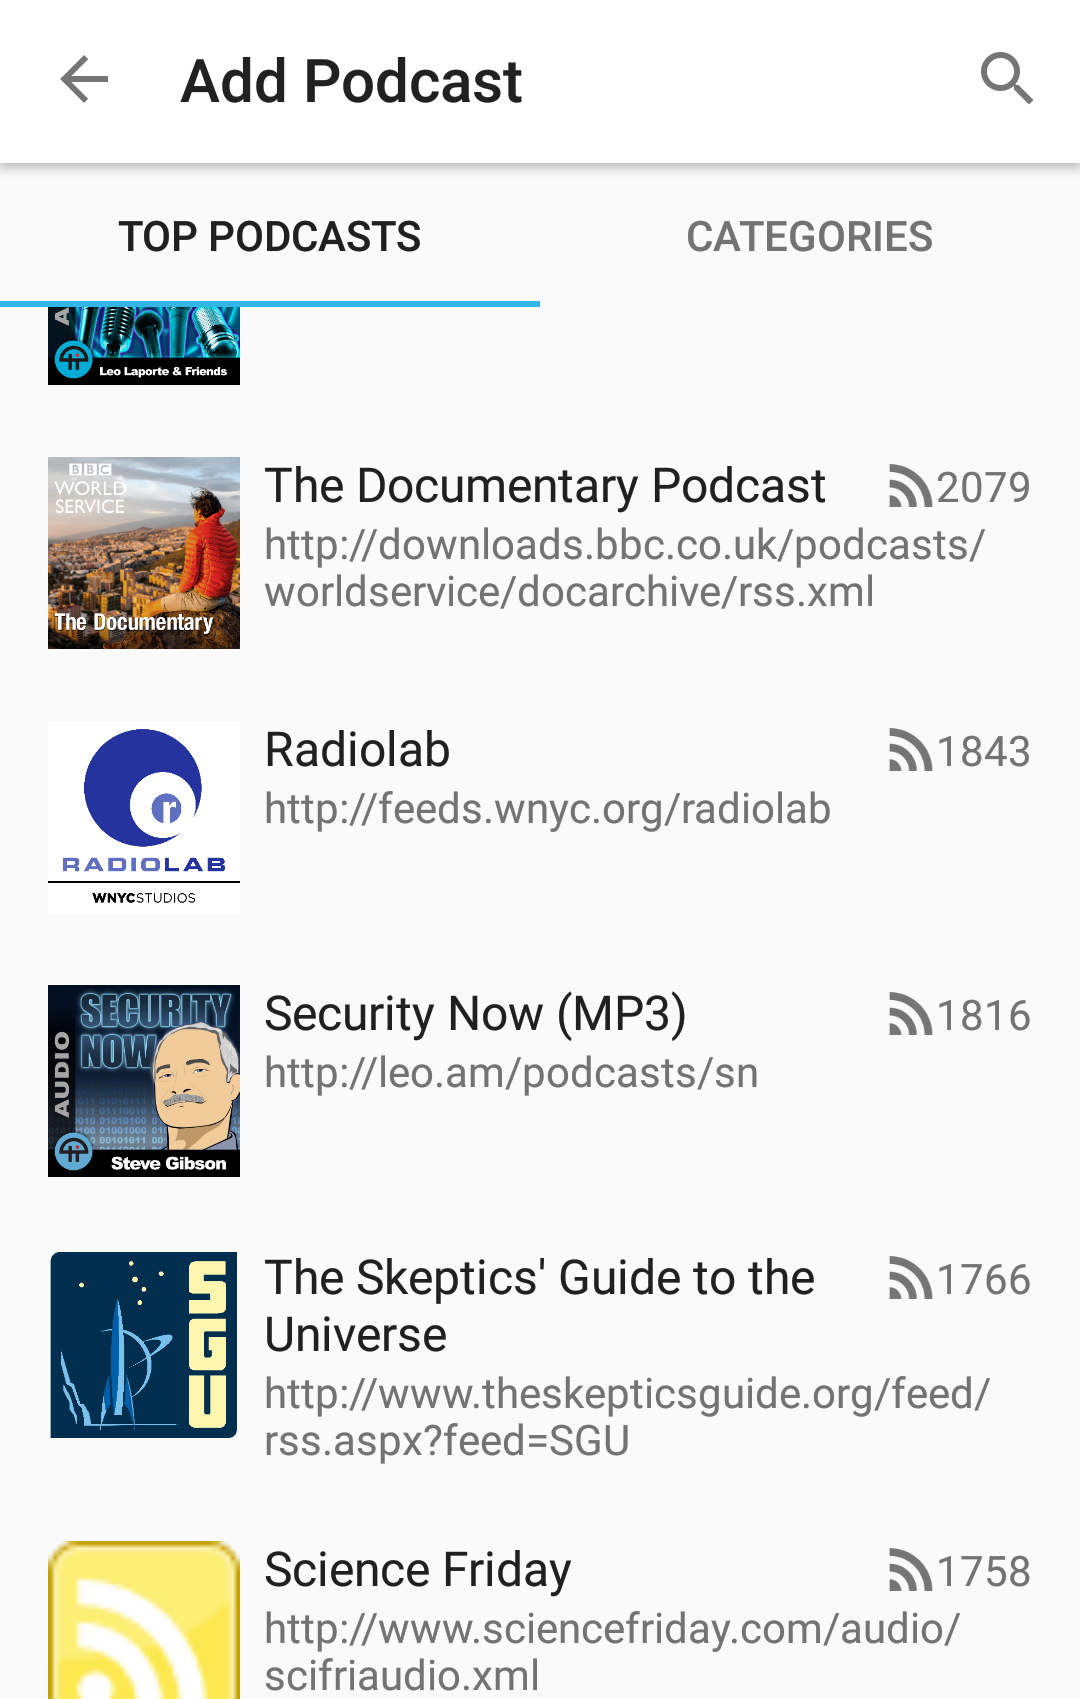 Add Podcast
TOP PODCASTS
CATEGORIES
A
Leo Laporte & Friends
BBC
WORLD
SERVICE
The Documentary
The Documentary Podcast
2079
http://downloads.bbc.co.uk/podcasts/
worldservice/docarchive/rss.xml
r
RADIOLAB
WNYCSTUDIOS
Radiolab
1843
http://feeds.wnyc.org/radiolab
SECURITY
NOW
AUDIO
Steve Gibson
Security Now (MP3)
1816
http://leo.am/podcasts/sn
SGU
The Skeptics' Guide to the
Universe
1766
http://www.theskepticsguide.org/feed/
rss.aspx?feed=SGU
Science Friday
1758
http://www.sciencefriday.com/audio/
scifriaudio.xml